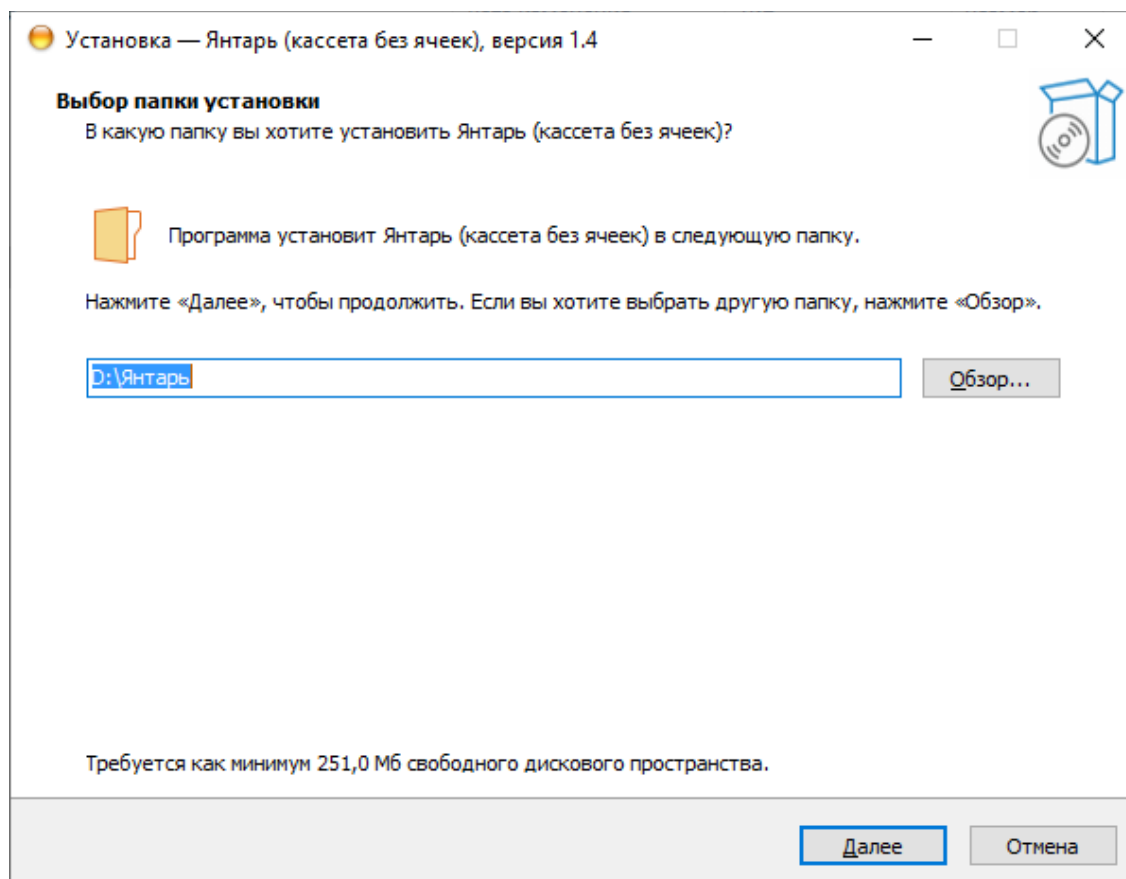 Установка — Янтарь (кассета без ячеек), версия 1.4
Выбор папки установки
В какую папку вы хотите установить Янтарь (кассета без ячеек)?
Программа установит Янтарь (кассета без ячеек) в следующую папку.
Нажмите «Далее», чтобы продолжить. Если вы хотите выбрать другую папку, нажмите «Обзор».
D:\Янтарь
Обзор...
Требуется как минимум 251,0 Мб свободного дискового пространства.
Далее
Отмена